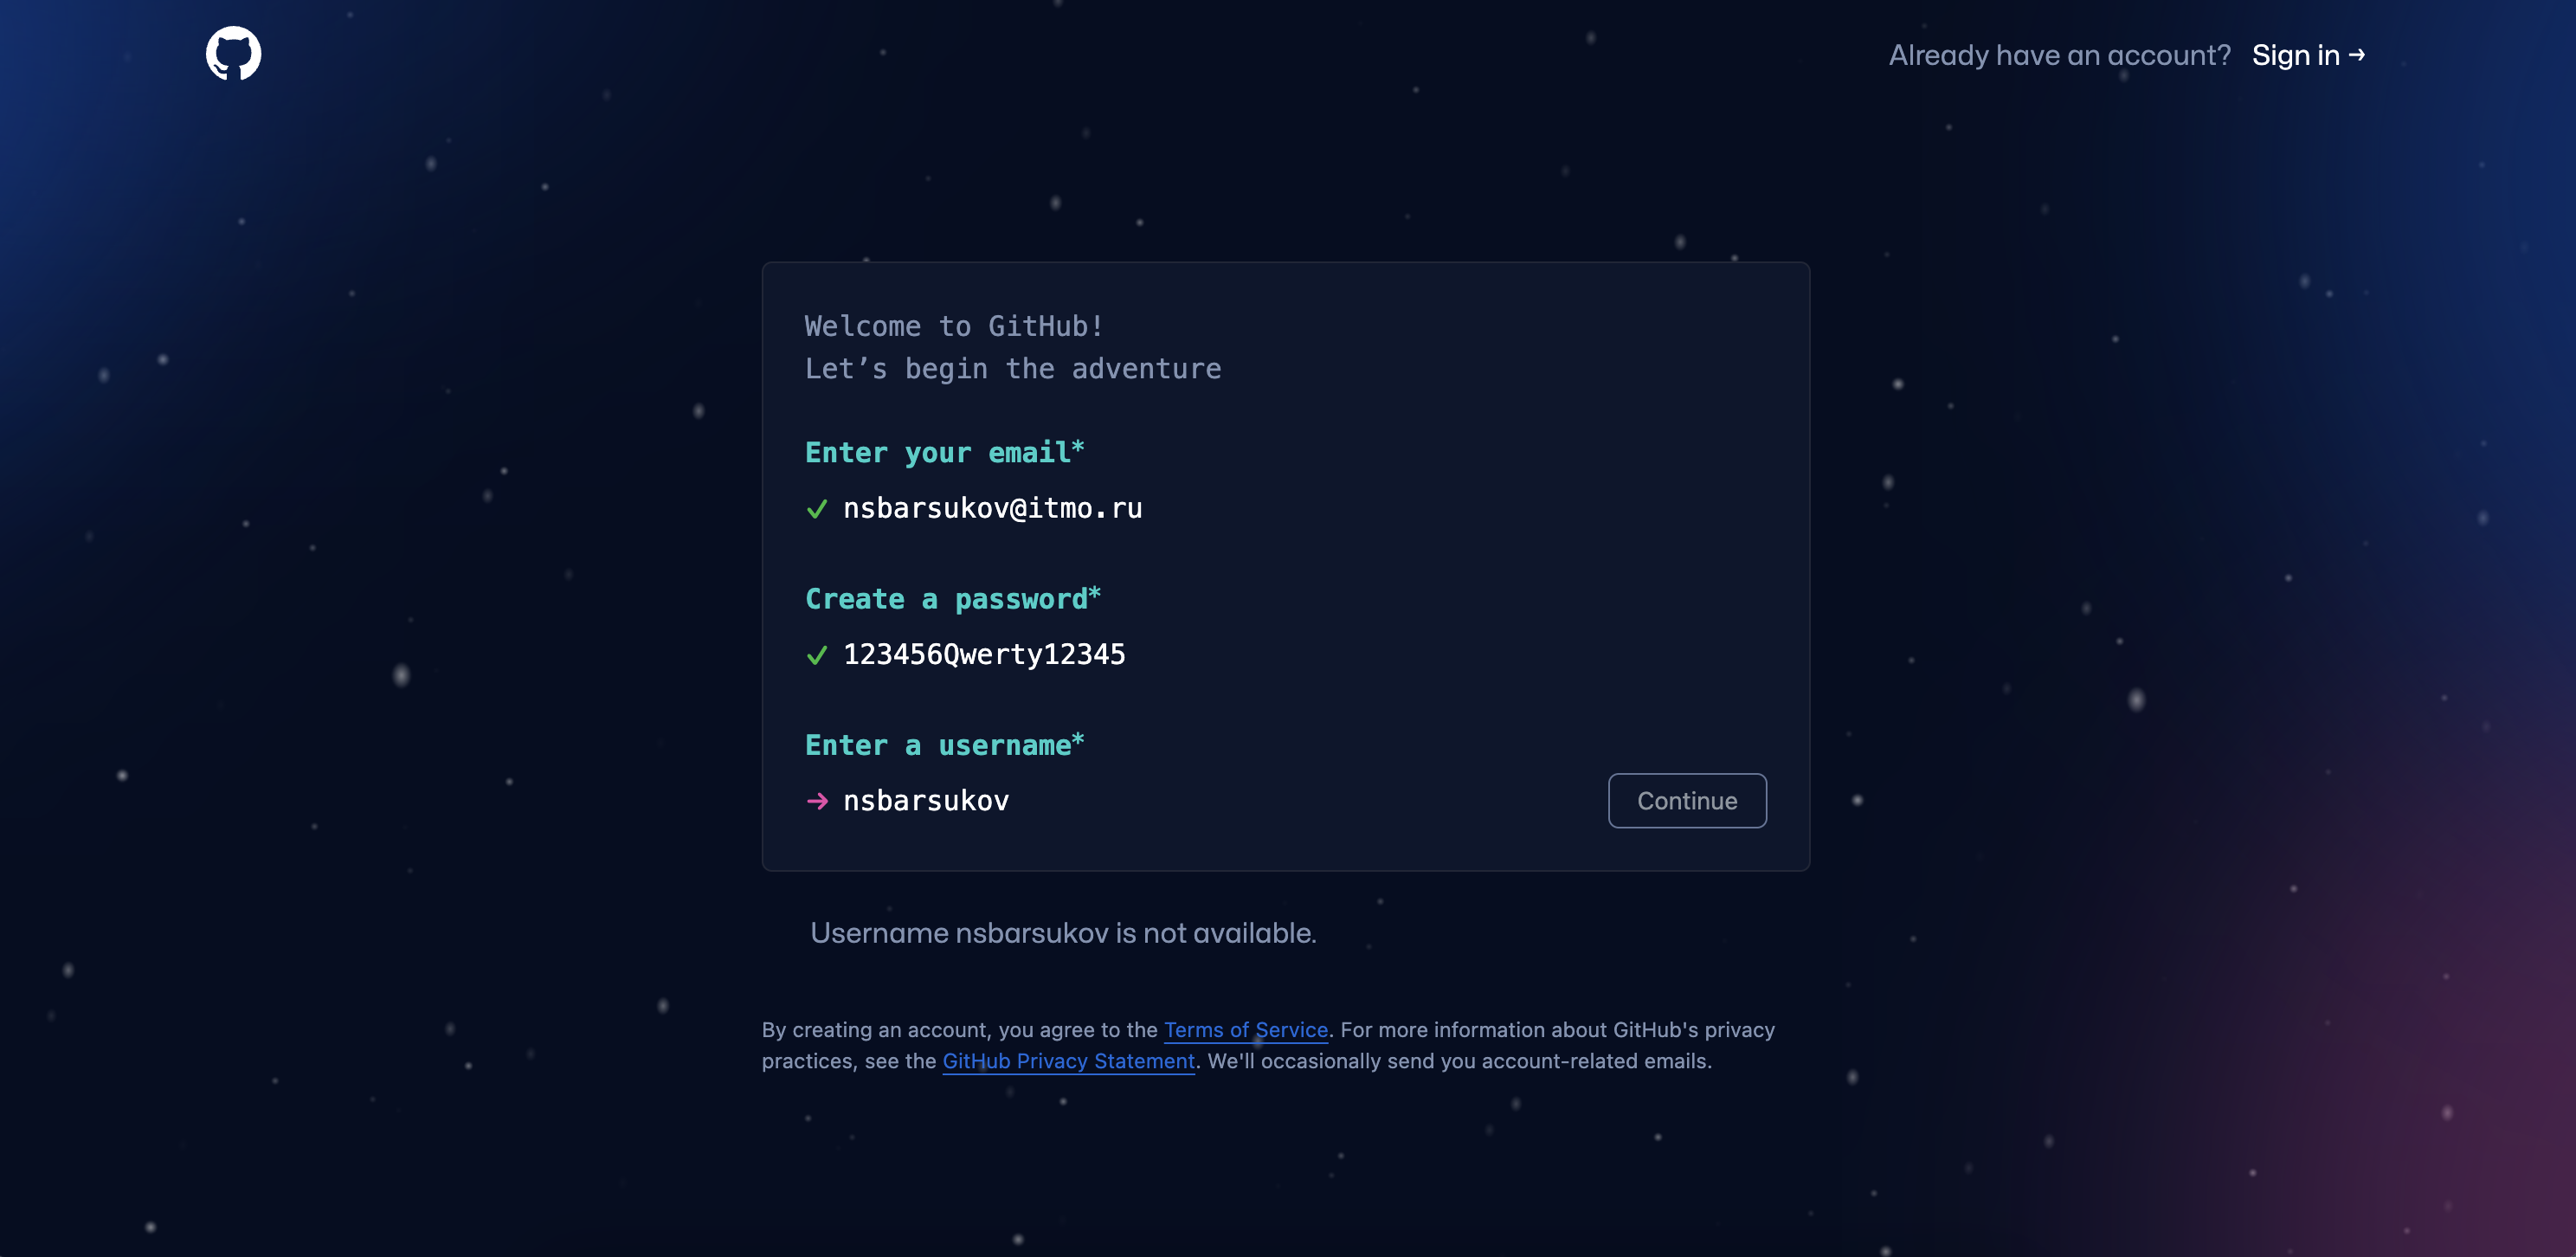 Already have an account? Sign in →
Welcome to GitHub!
Let’s begin the adventure
Enter your email*
✓ nsbarsukov@itmo.ru
Create a password*
✓ 123456Qwerty12345
Enter a username*
→ nsbarsukov
Continue
Username nsbarsukov is not available.
By creating an account, you agree to the Terms of Service. For more information about GitHub's privacy
practices, see the GitHub Privacy Statement. We'll occasionally send you account-related emails.